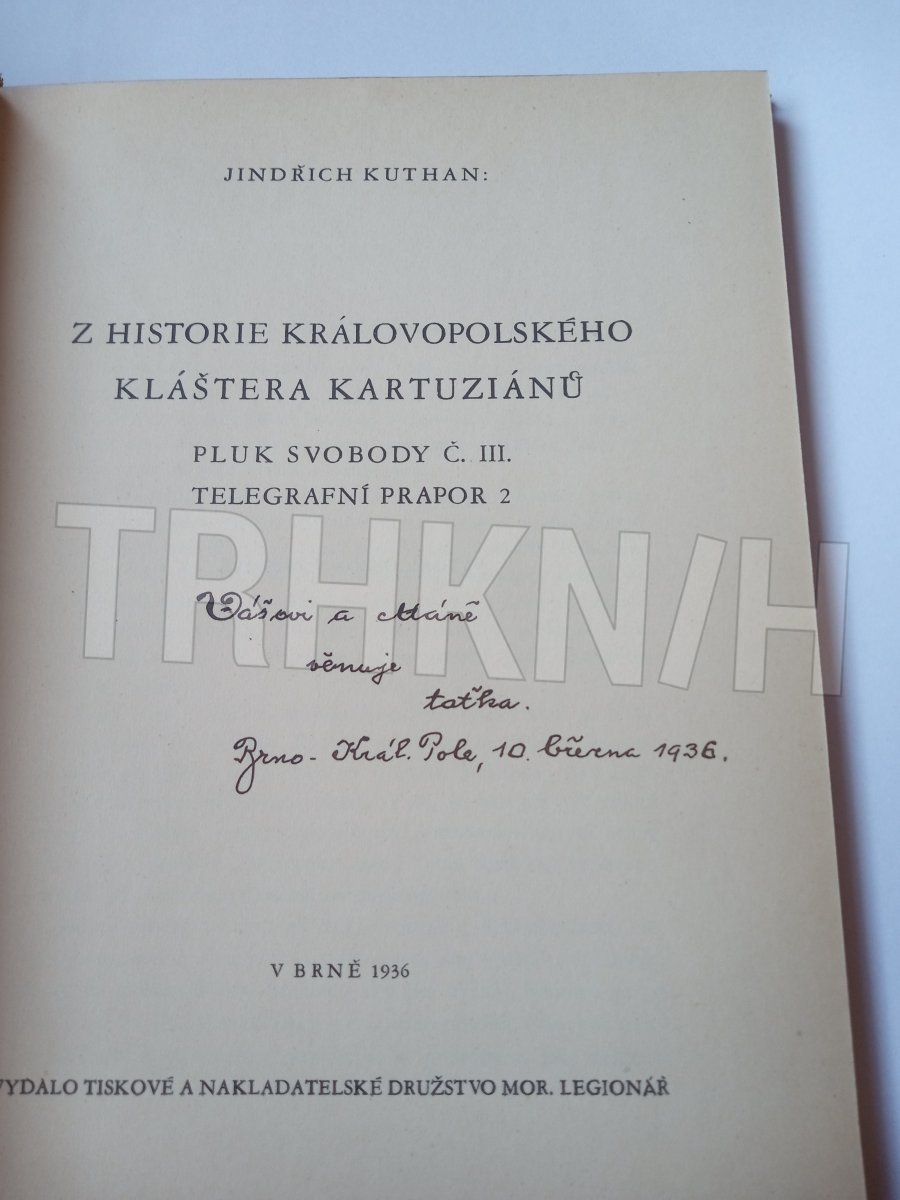 JINDŘICH KUTHAN:
Z HISTORIE KRÁLOVOPOLSKÉHO
KLÁŠTERA KARTUZIÁNŮ
PLUK SVOBODY Č. III.
TELEGRAFNÍ PRAPOR 2
TRHKNIH
Vášovi a Máně
věnuje
taťka.
Brno - Král. Pole, 10. března 1936.
V BRNĚ 1936
VYDALO TISKOVÉ A NAKLADATELSKÉ DRUŽSTVO MOR. LEGIONÁŘ